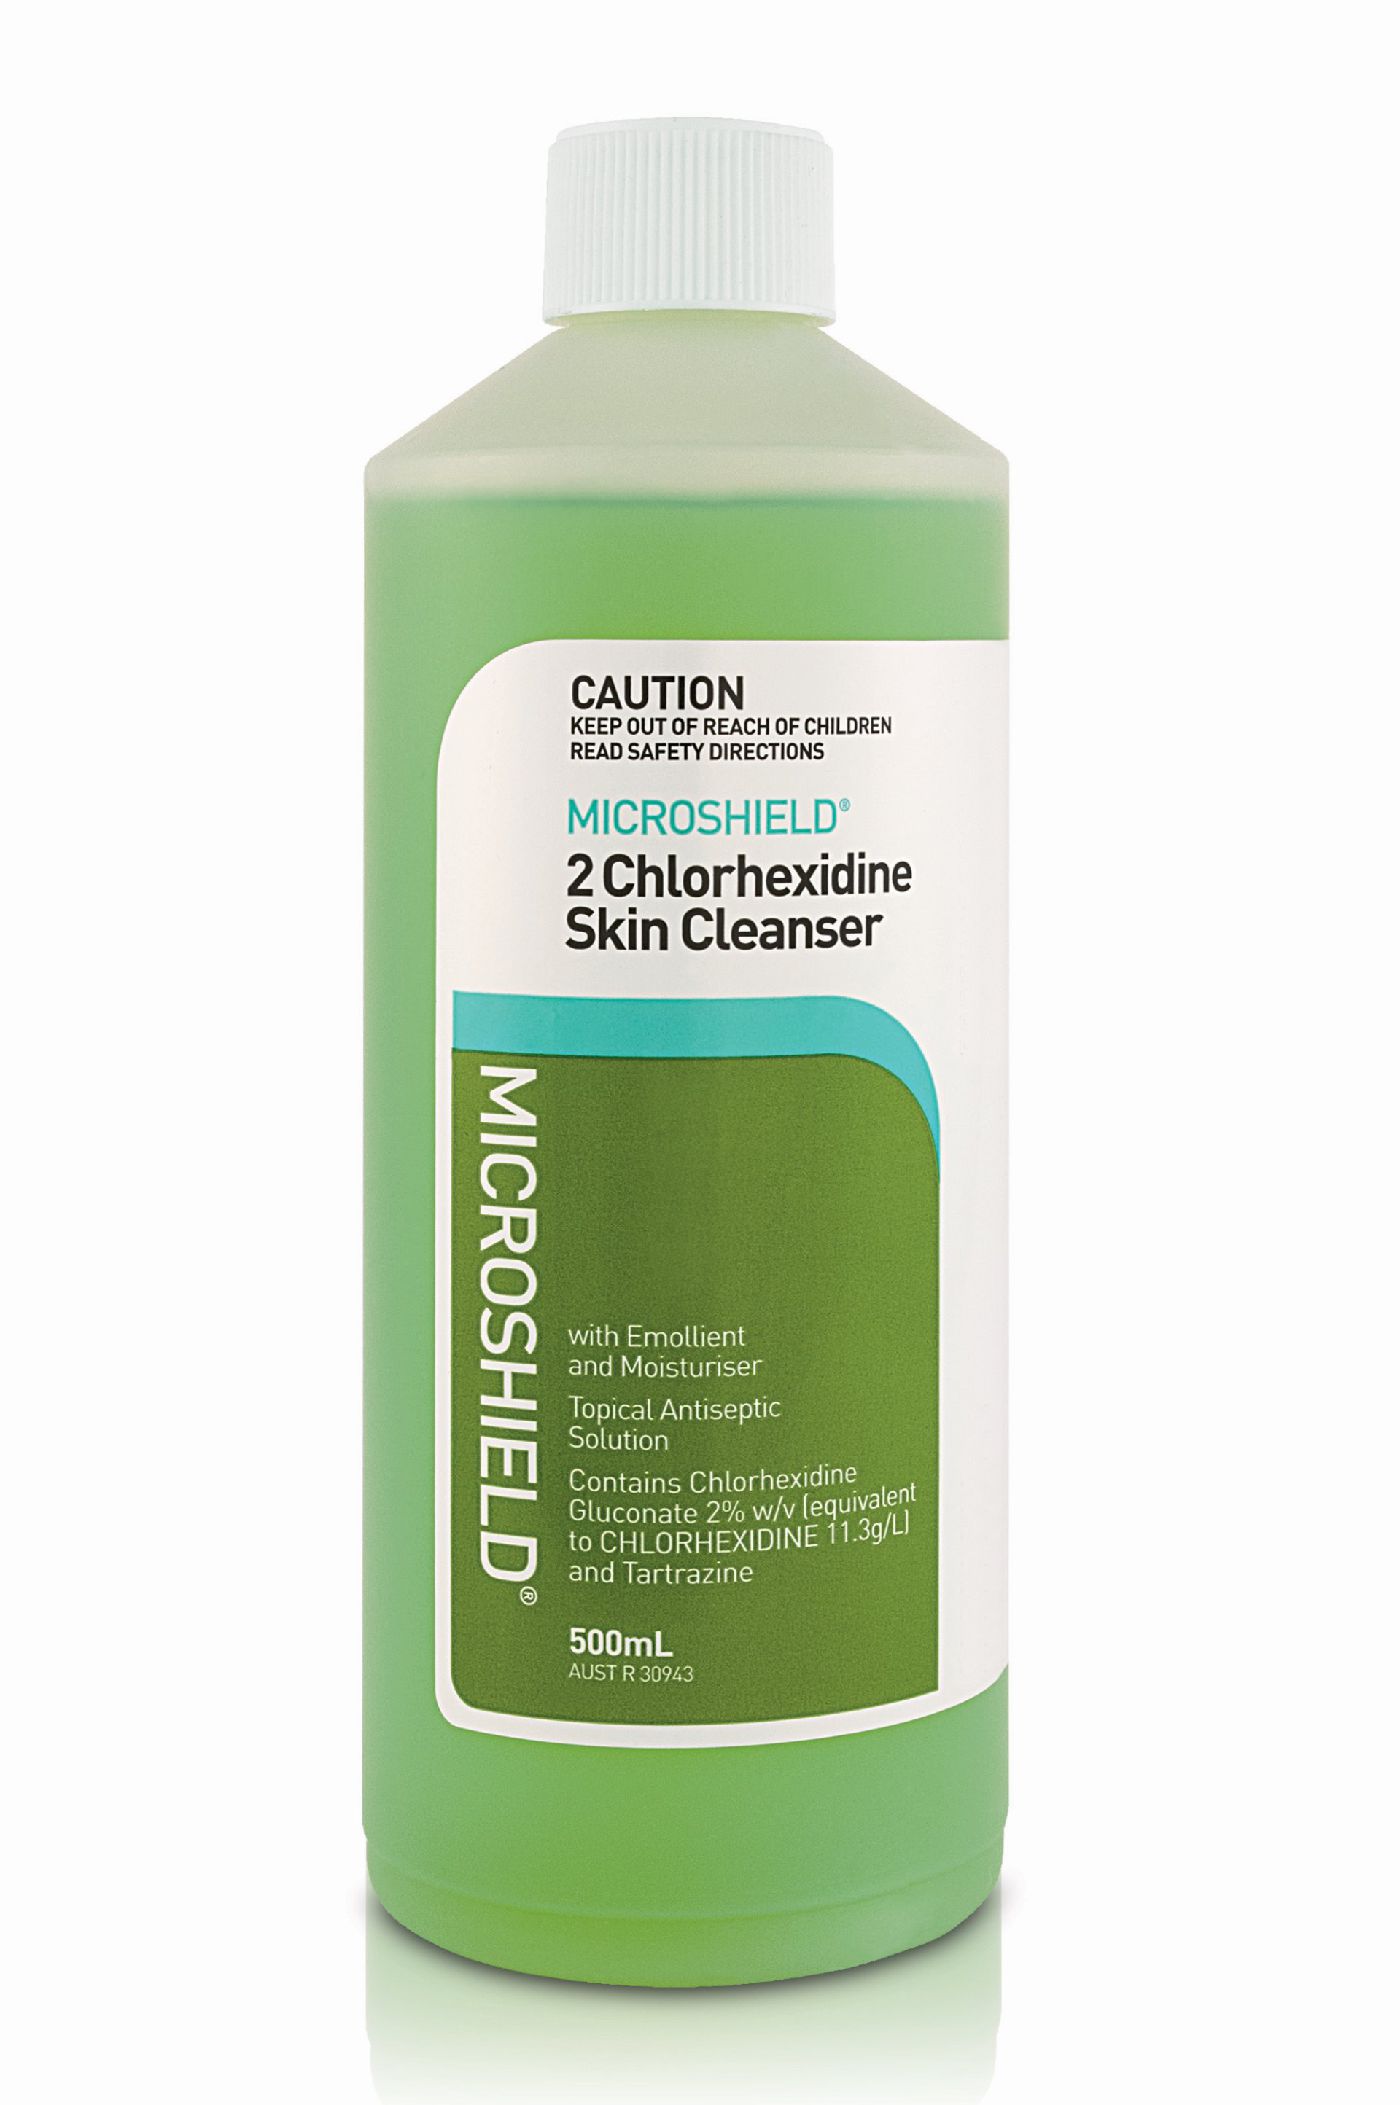 CAUTION
KEEP OUT OF REACH OF CHILDREN
READ SAFETY DIRECTIONS
MICROSHIELD®
2 Chlorhexidine
Skin Cleanser
MICROSHIELD®
with Emollient
and Moisturiser
Topical Antiseptic
Solution
Contains Chlorhexidine
Gluconate 2% w/v (equivalent
to CHLORHEXIDINE 11.3g/L)
and Tartrazine
500mL
AUST R 30943